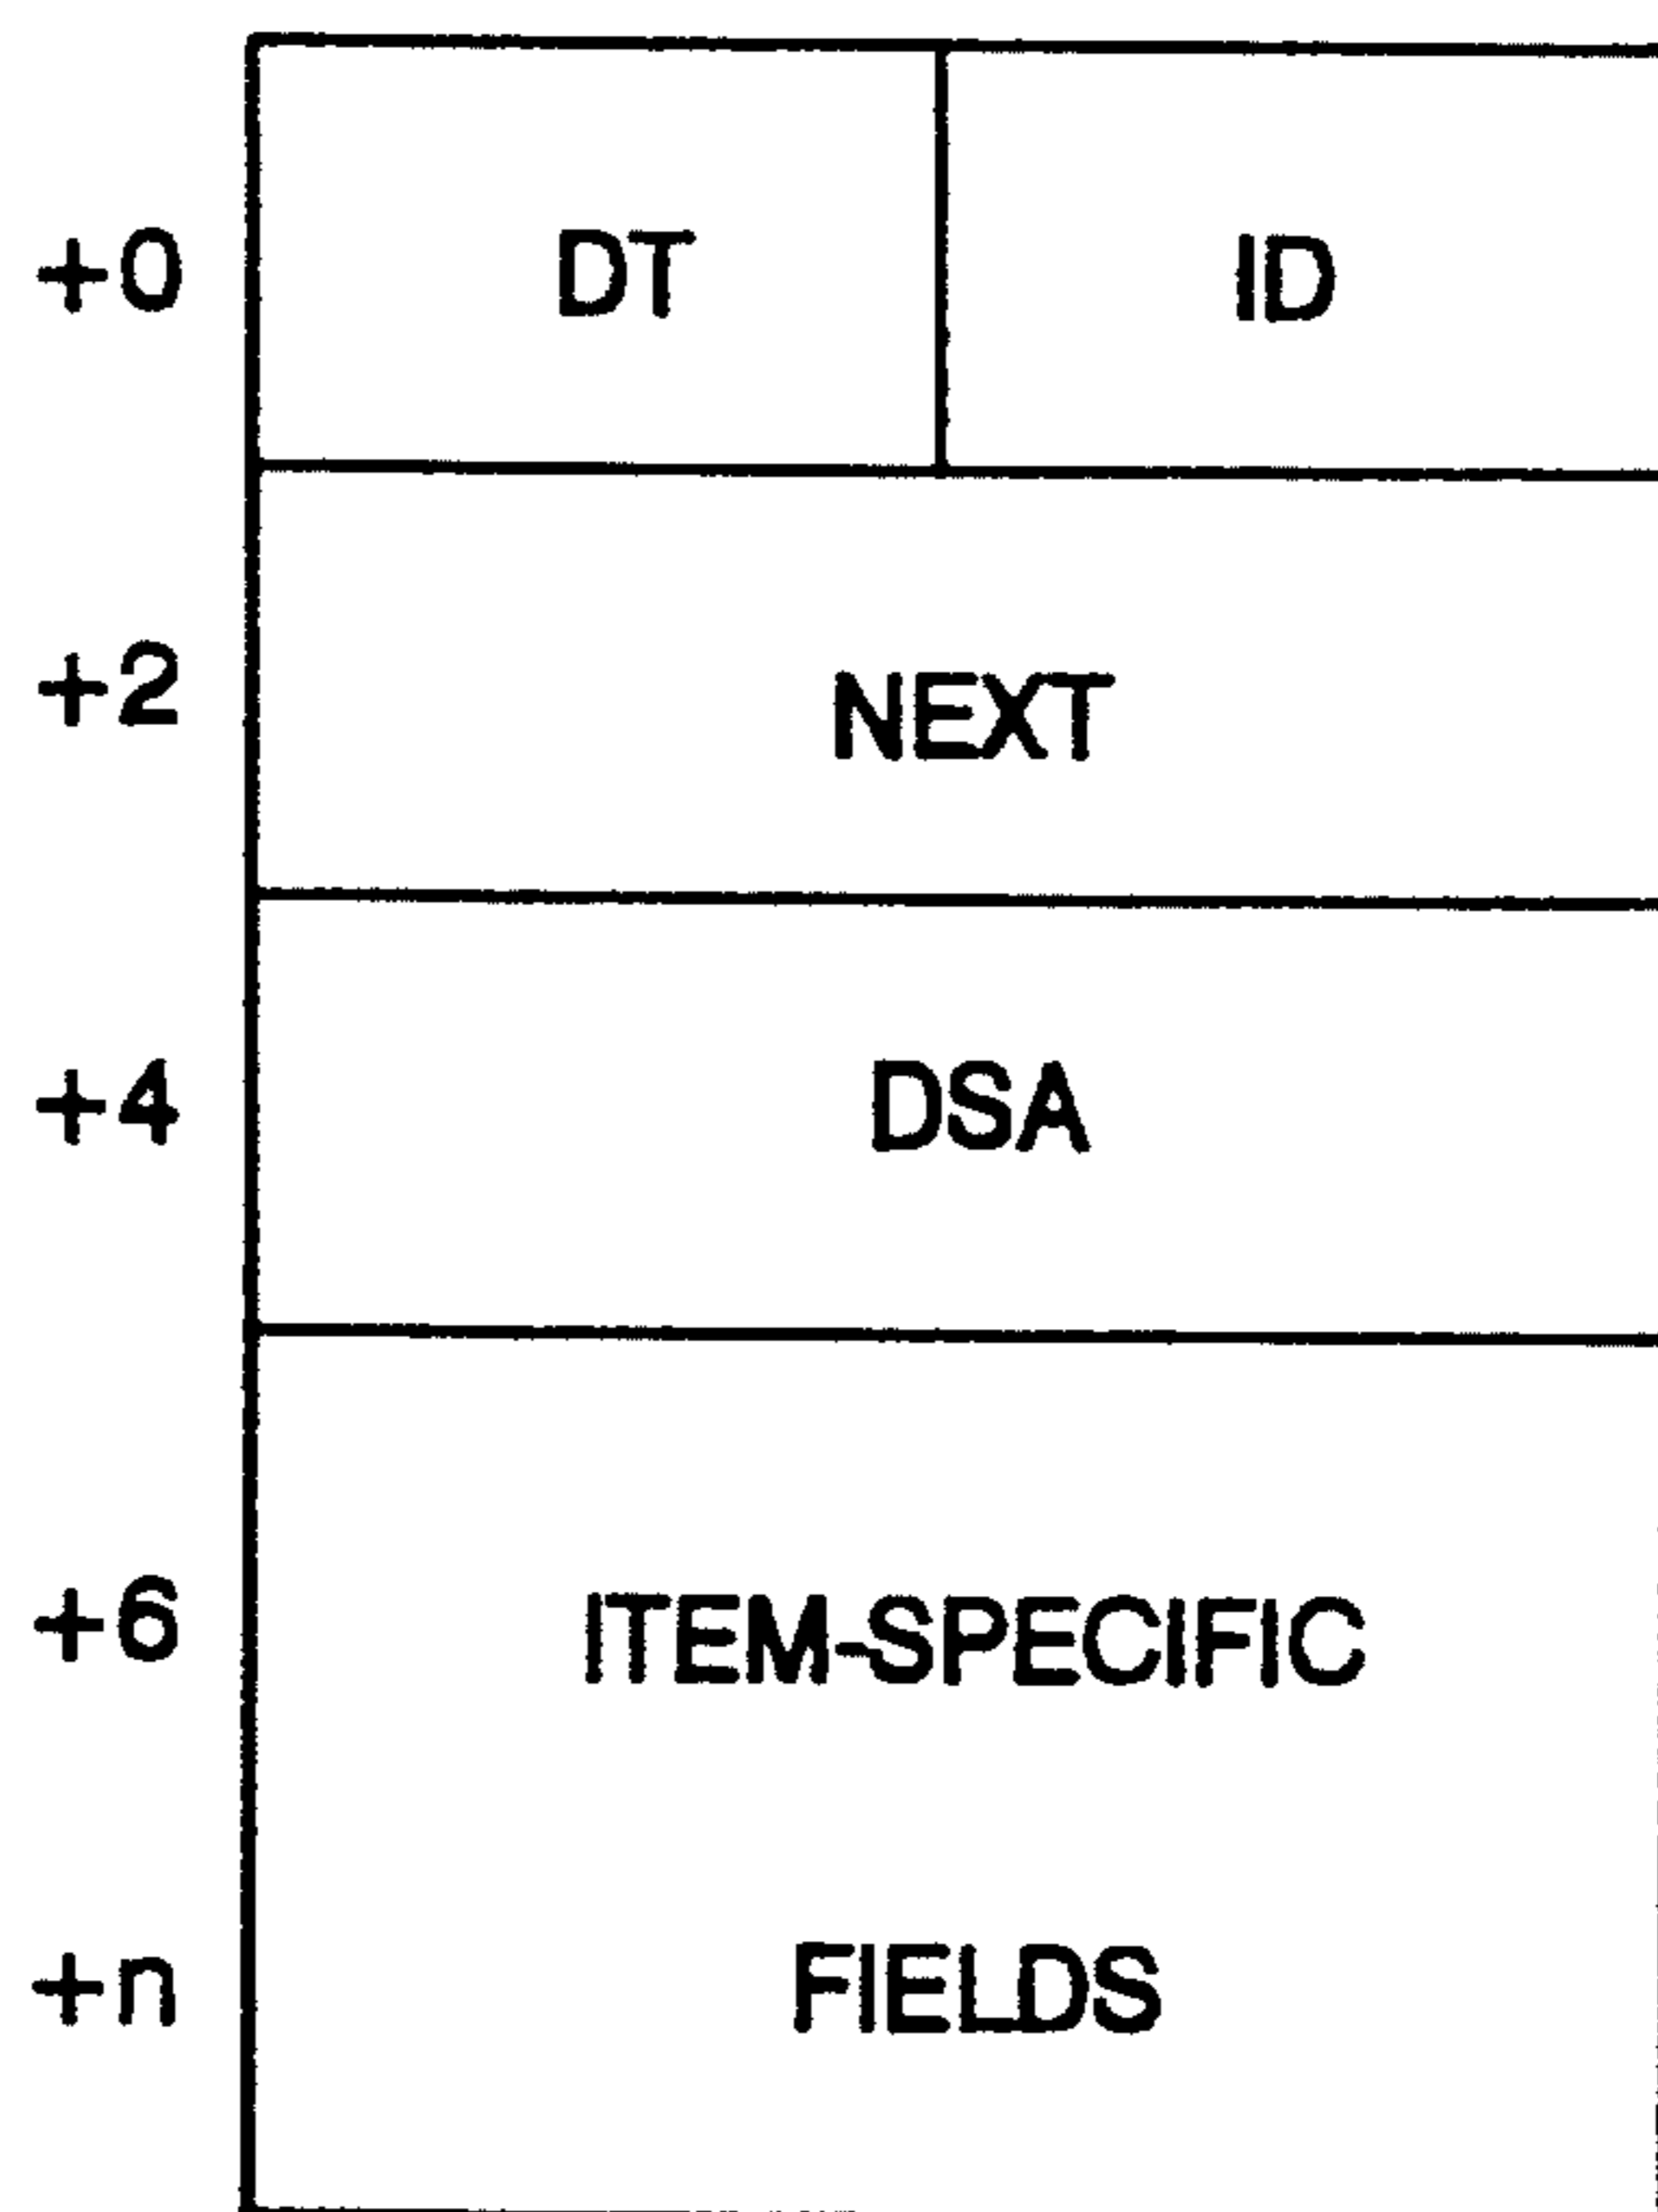 +0 DT ID
+2 NEXT
+4 DSA
+6 ITEM-SPECIFIC
+n FIELDS